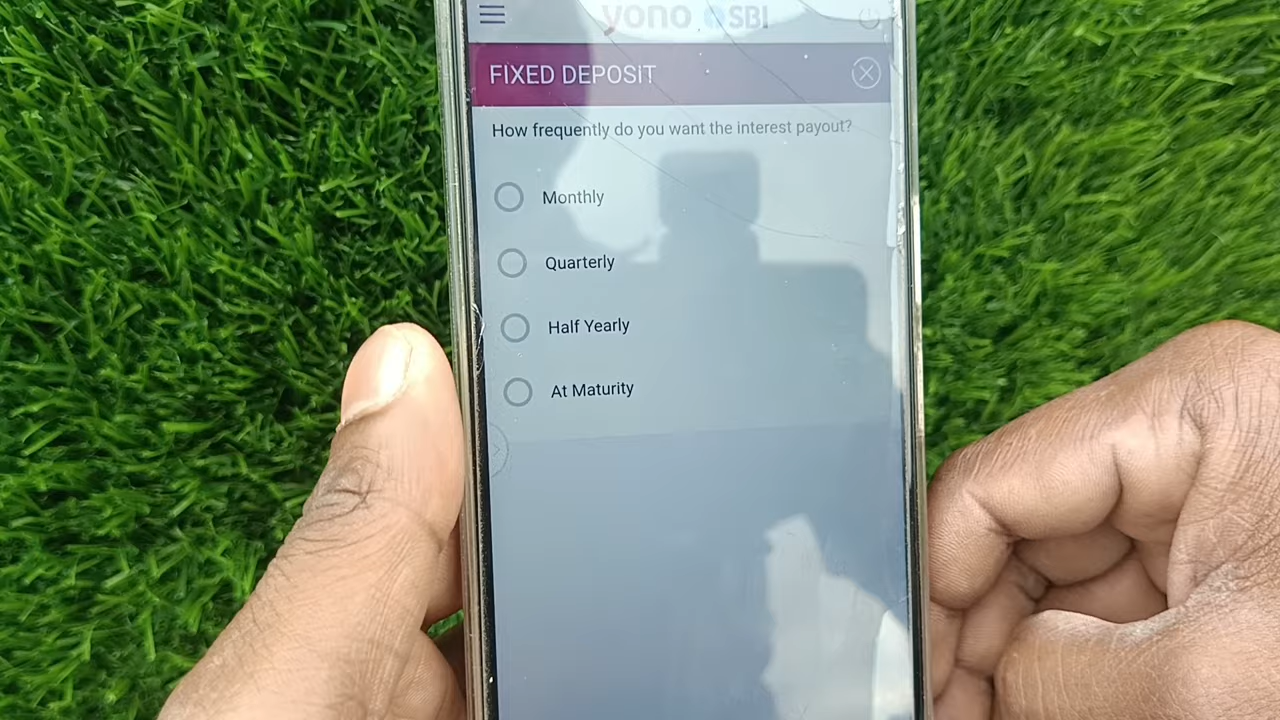 yono SBI
FIXED DEPOSIT
How frequently do you want the interest payout?
Monthly
Quarterly
Half Yearly
At Maturity